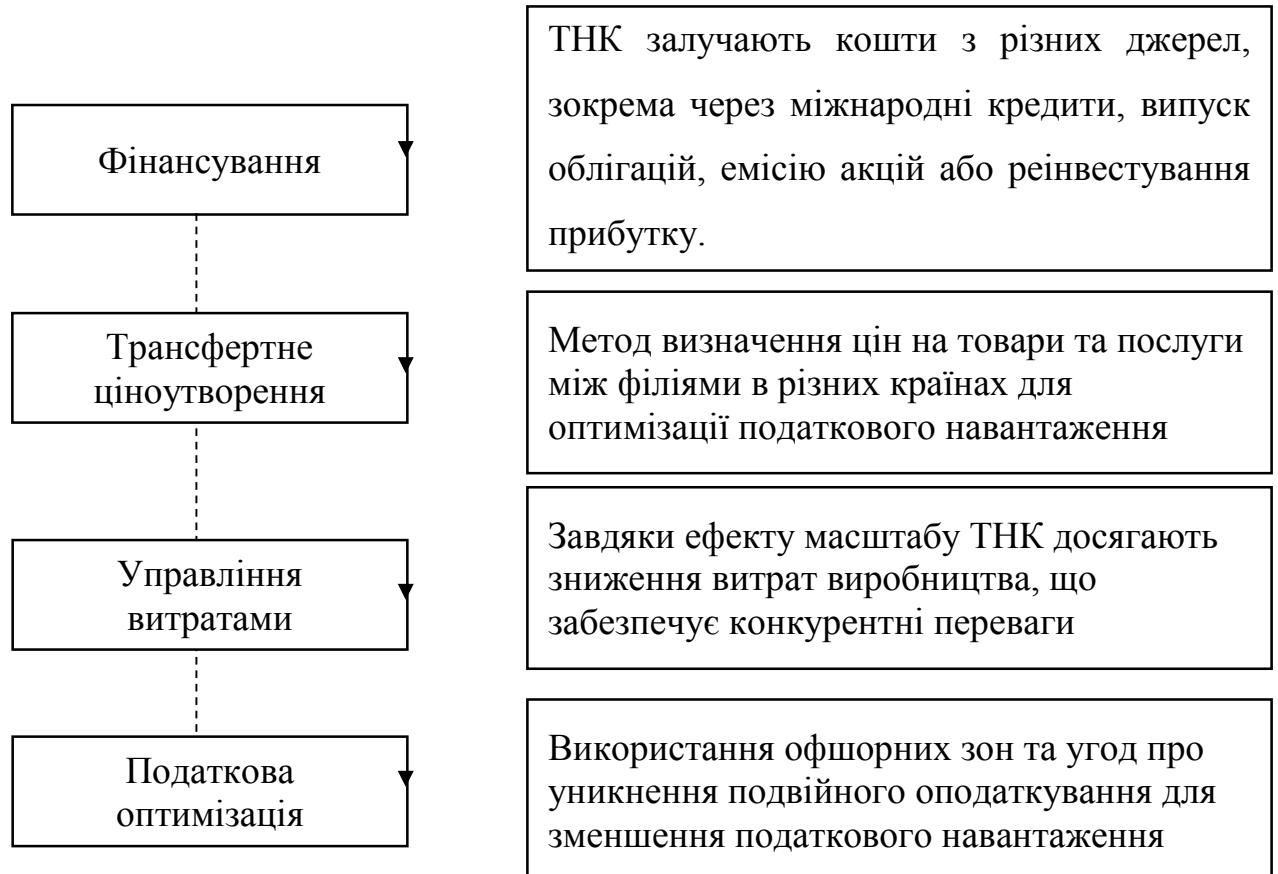 Фінансування
ТНК залучають кошти з різних джерел,
зокрема через міжнародні кредити, випуск
облігацій, емісію акцій або реінвестування
прибутку.
Трансфертне
ціноутворення
Метод визначення цін на товари та послуги
між філіями в різних країнах для
оптимізації податкового навантаження
Управління
витратами
Завдяки ефекту масштабу ТНК досягають
зниження витрат виробництва, що
забезпечує конкурентні переваги
Податкова
оптимізація
Використання офшорних зон та угод про
уникнення подвійного оподаткування для
зменшення податкового навантаження